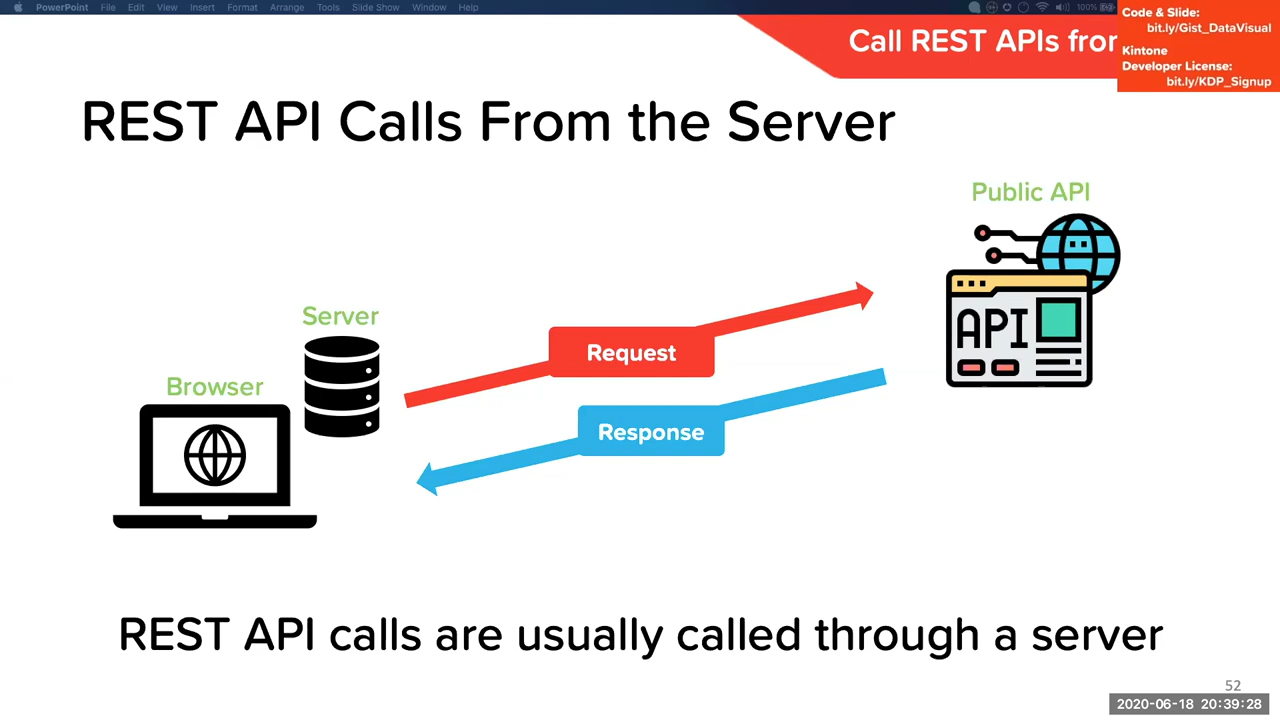 PowerPoint File Edit View Insert Format Arrange Tools Slide Show Window Help 100%
Call REST APIs from
Code & Slide:
bit.ly/Gist_DataVisual
Kintone
Developer License:
bit.ly/KDP_Signup
REST API Calls From the Server
Public API
API
Server
Request
Browser
Response
REST API calls are usually called through a server
52
2020-06-18 20:39:28